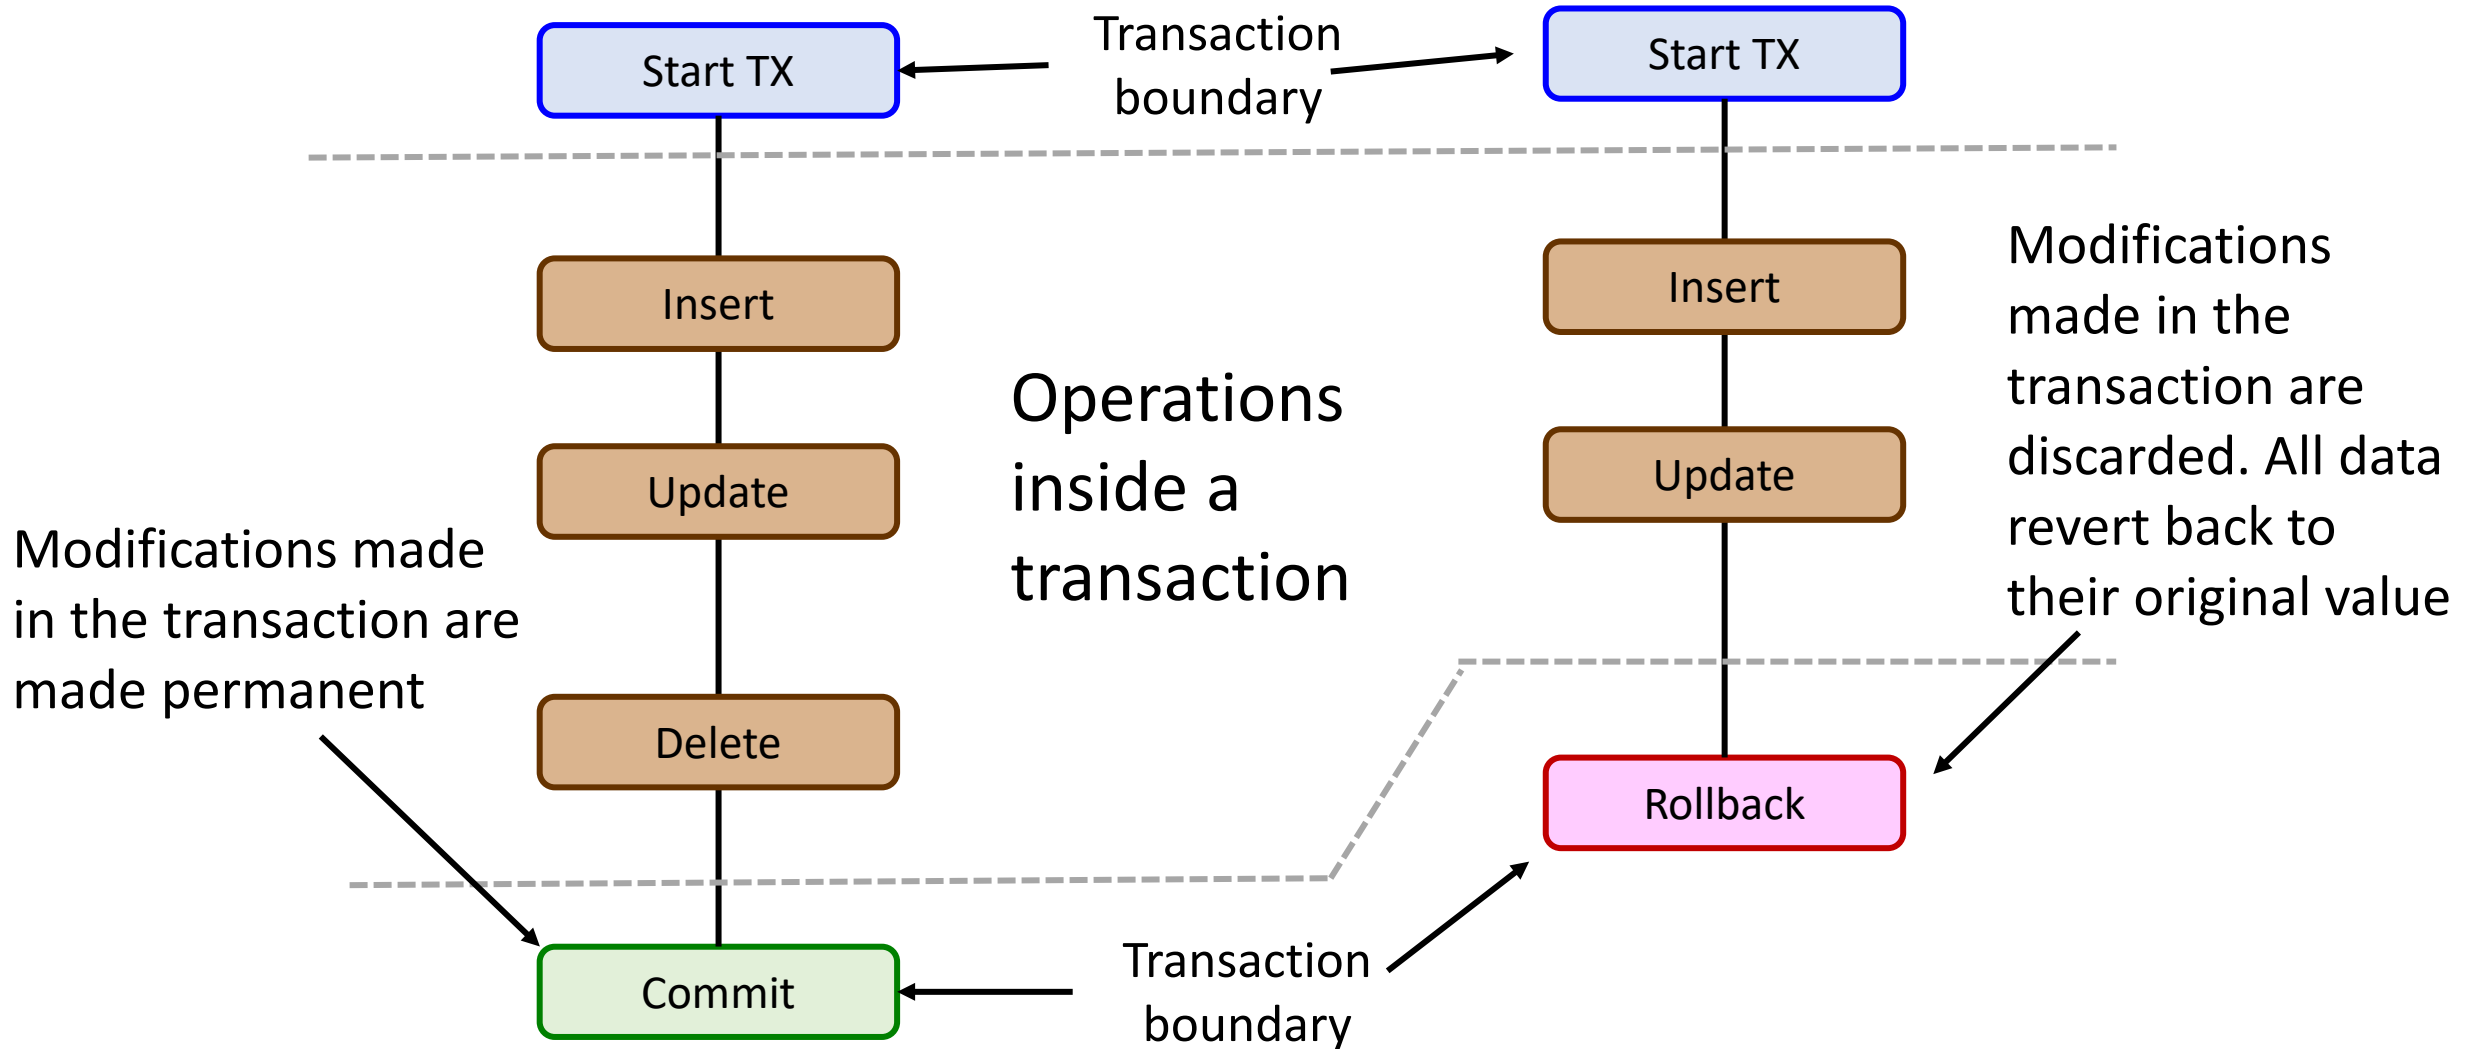 Start TX
Transaction
boundary
Start TX
Insert
Update
Delete
Commit
Modifications made
in the transaction are
made permanent
Operations
inside a
transaction
Insert
Update
Rollback
Modifications
made in the
transaction are
discarded. All data
revert back to
their original value
Transaction
boundary